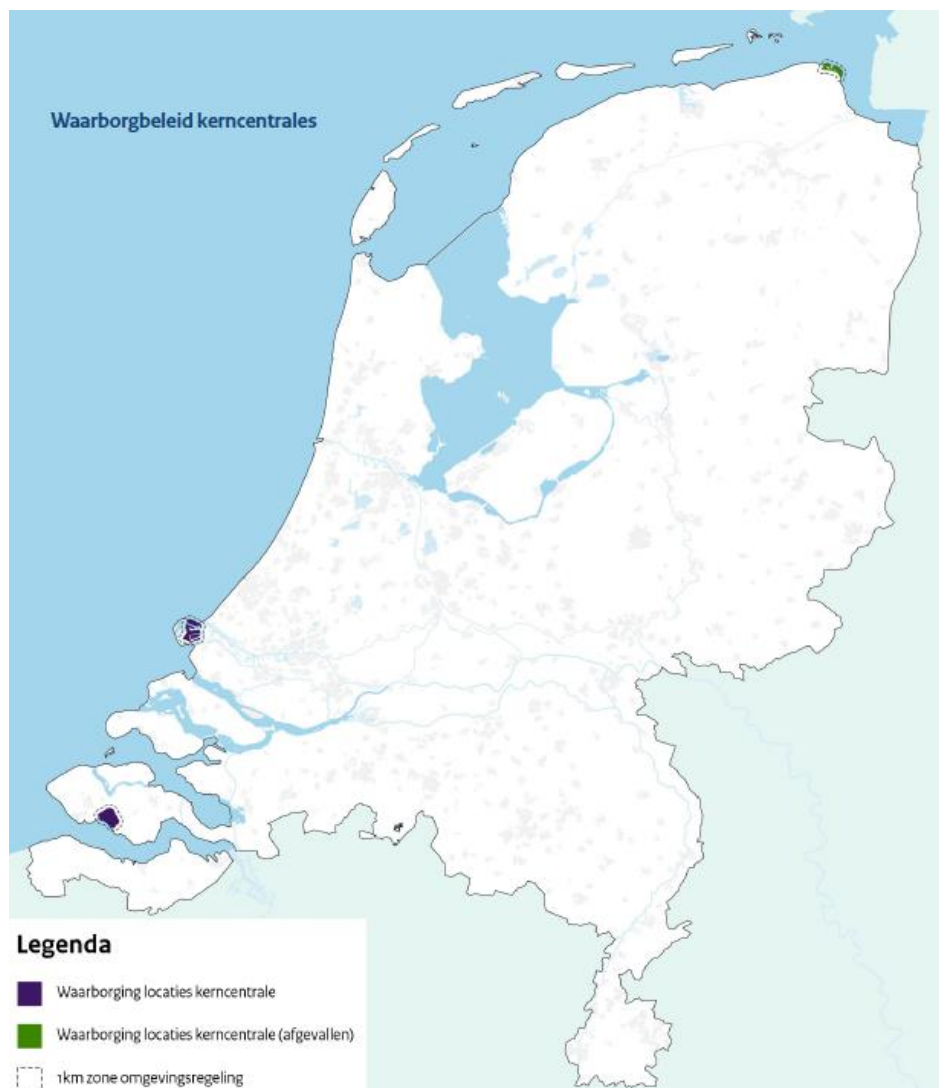 Waarborgbeleid kerncentrales
Legenda
Waarborging locaties kerncentrale
Waarborging locaties kerncentrale (afgevallen)
1km zone omgevingsregeling